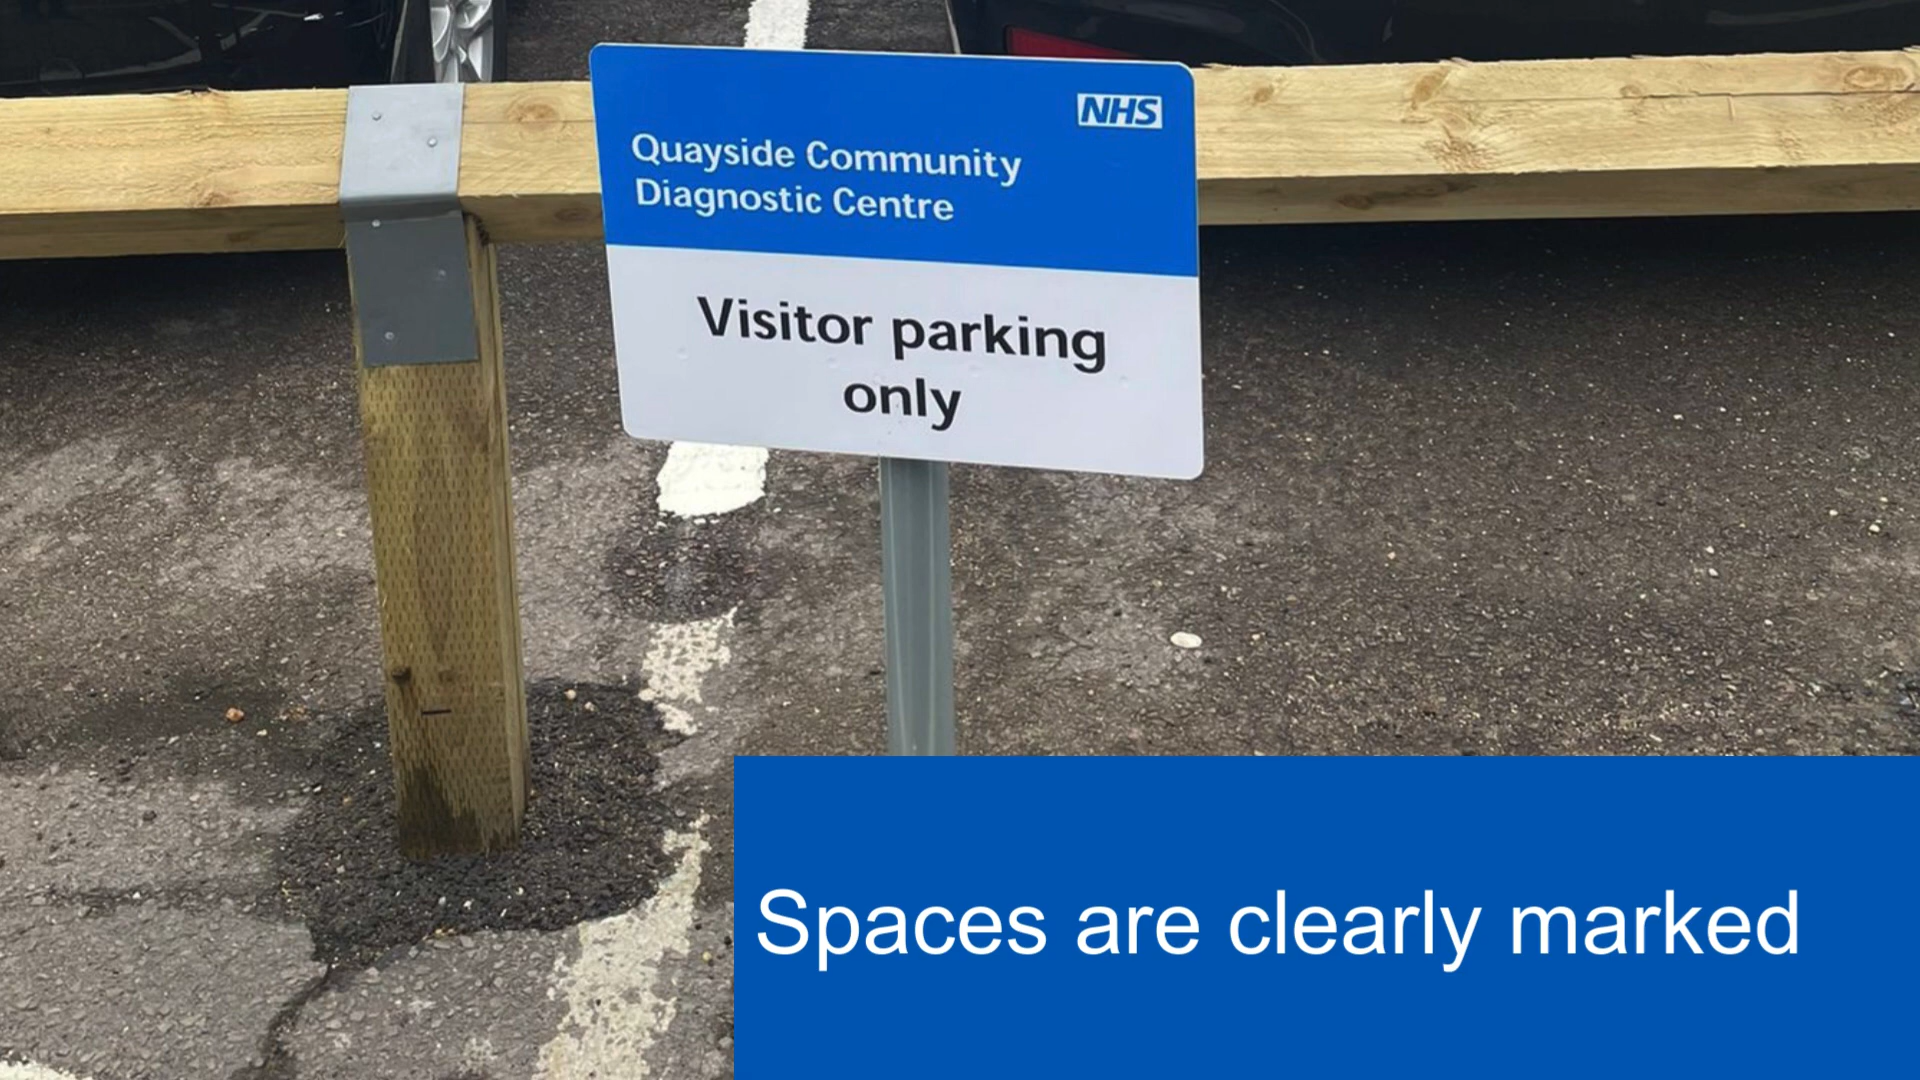 NHS
Quayside Community
Diagnostic Centre
Visitor parking
only
Spaces are clearly marked